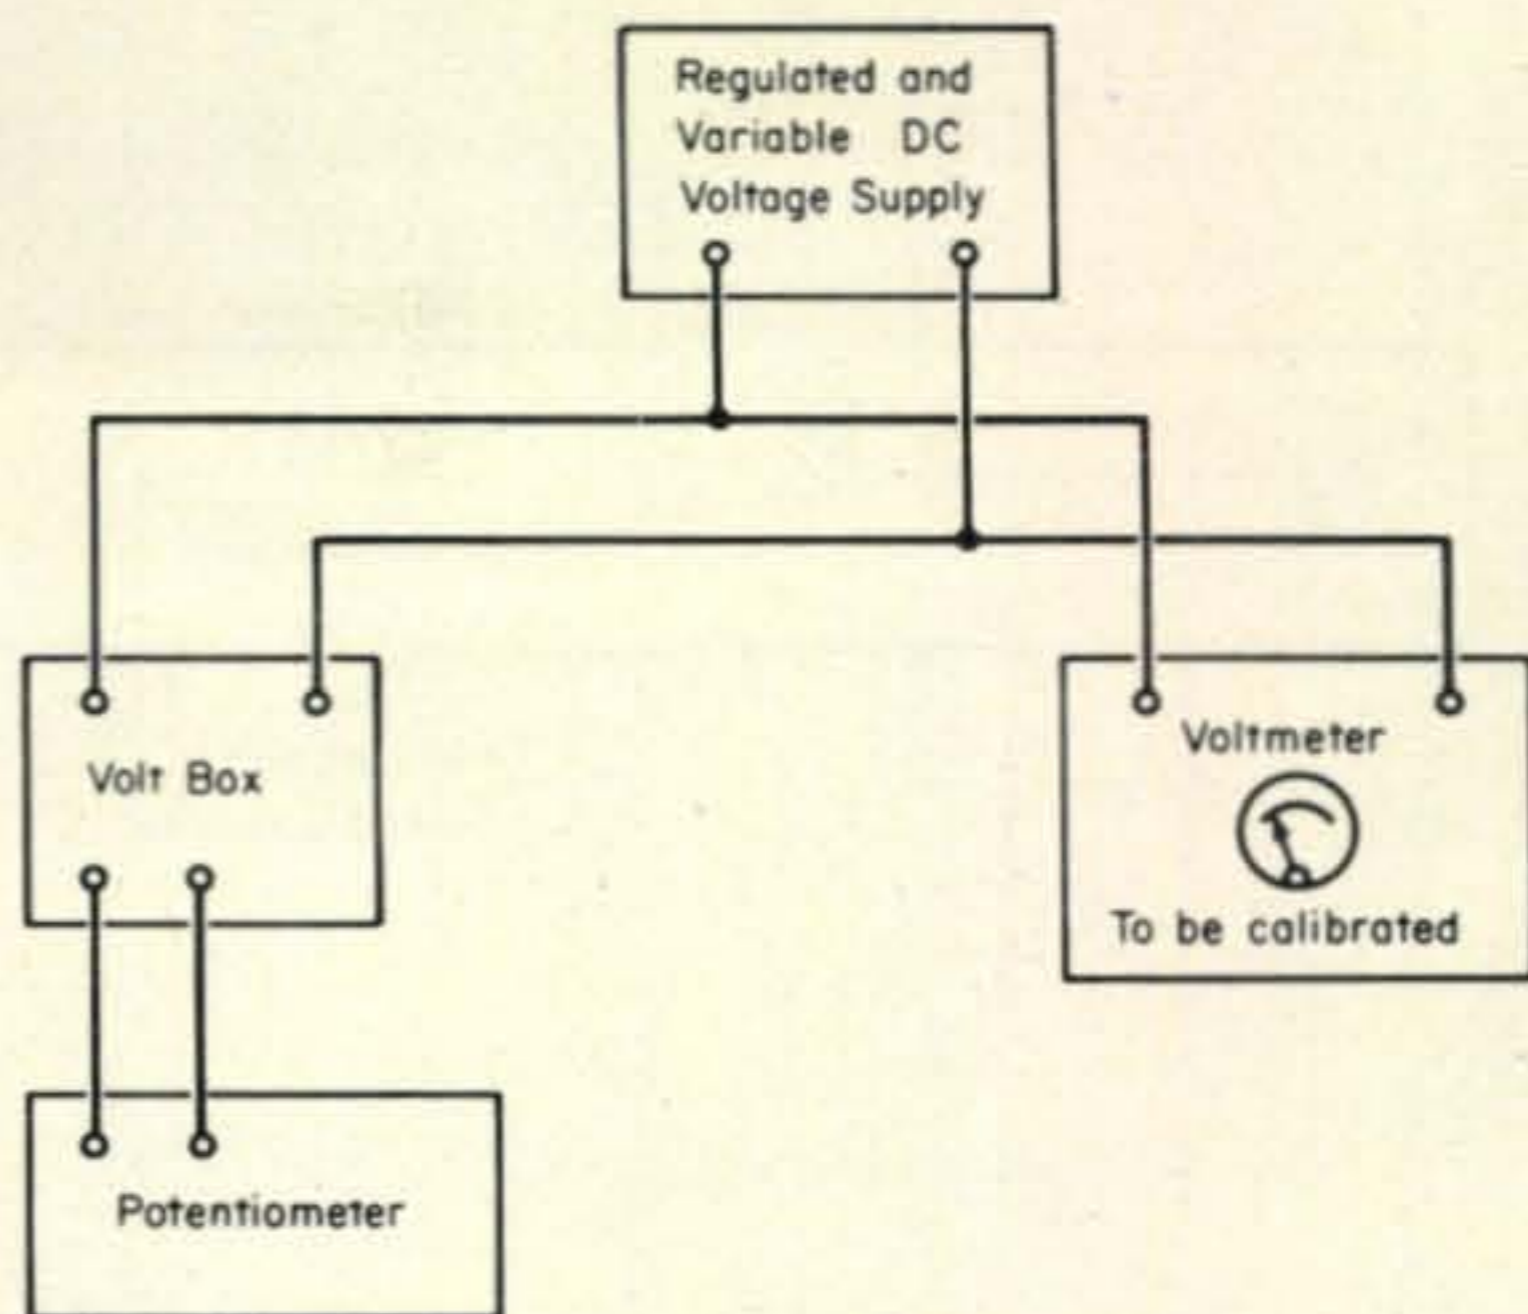 Regulated and
Variable DC
Voltage Supply
Volt Box
Voltmeter
To be calibrated
Potentiometer